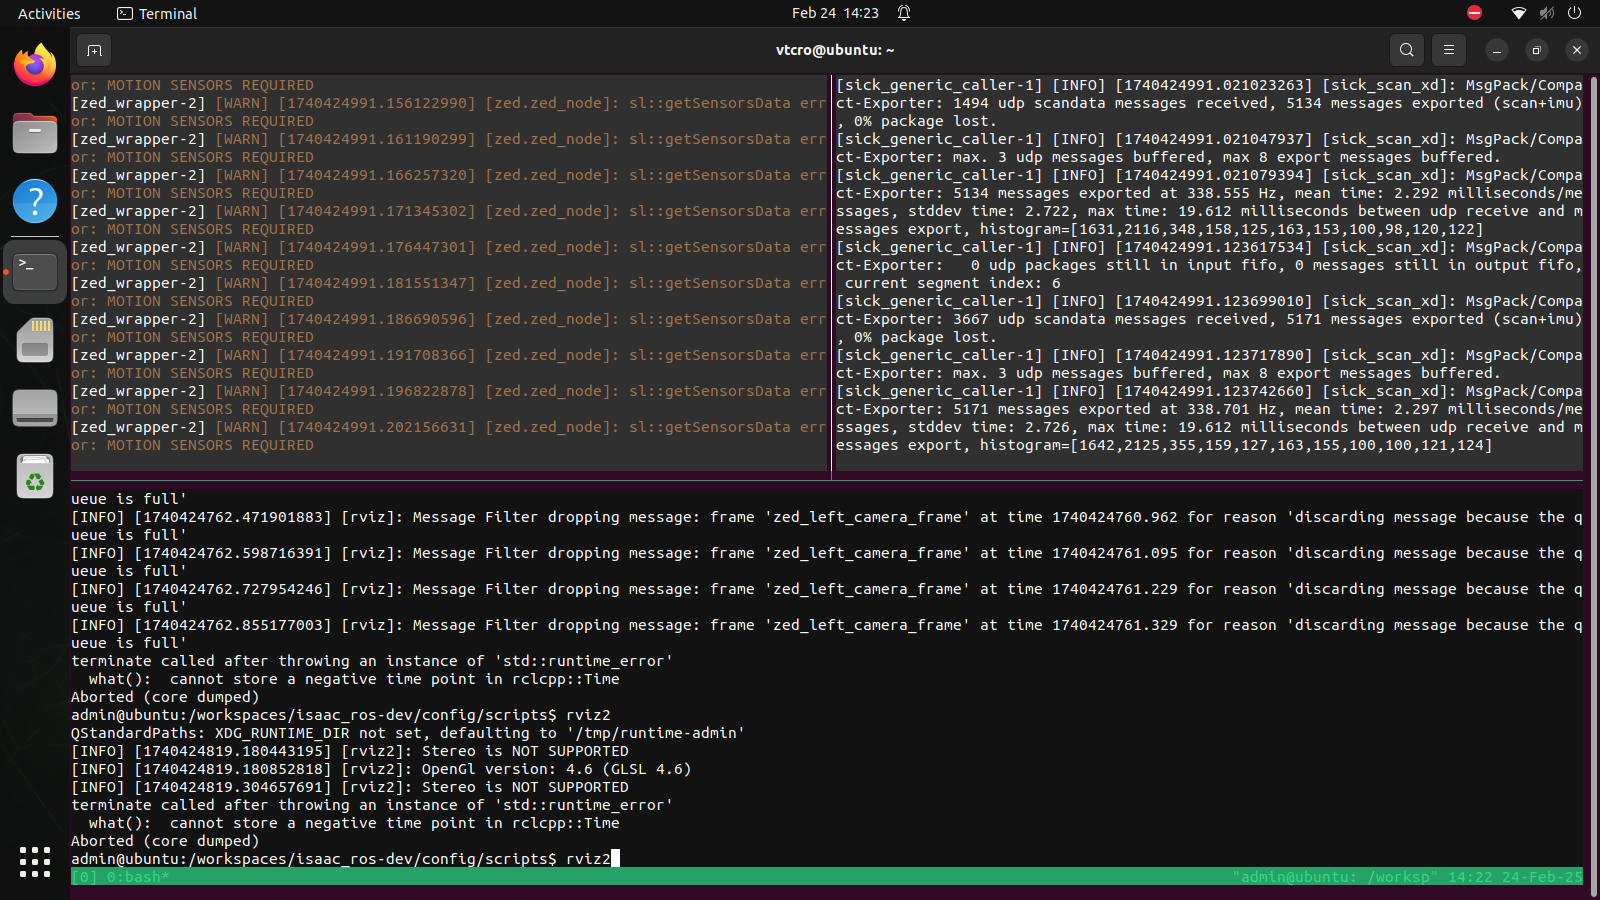 Activities
Terminal
Feb 24 14:23
vtcro@ubuntu: ~
or: MOTION SENSORS REQUIRED
[zed_wrapper-2] [WARN] [1740424991.156122990] [zed.zed_node]: sl::getSensorsData err
or: MOTION SENSORS REQUIRED
[zed_wrapper-2] [WARN] [1740424991.161190299] [zed.zed_node]: sl::getSensorsData err
or: MOTION SENSORS REQUIRED
[zed_wrapper-2] [WARN] [1740424991.166257320] [zed.zed_node]: sl::getSensorsData err
or: MOTION SENSORS REQUIRED
[zed_wrapper-2] [WARN] [1740424991.171345302] [zed.zed_node]: sl::getSensorsData err
or: MOTION SENSORS REQUIRED
[zed_wrapper-2] [WARN] [1740424991.176447301] [zed.zed_node]: sl::getSensorsData err
or: MOTION SENSORS REQUIRED
[zed_wrapper-2] [WARN] [1740424991.181551347] [zed.zed_node]: sl::getSensorsData err
or: MOTION SENSORS REQUIRED
[zed_wrapper-2] [WARN] [1740424991.186690596] [zed.zed_node]: sl::getSensorsData err
or: MOTION SENSORS REQUIRED
[zed_wrapper-2] [WARN] [1740424991.191708366] [zed.zed_node]: sl::getSensorsData err
or: MOTION SENSORS REQUIRED
[zed_wrapper-2] [WARN] [1740424991.196822878] [zed.zed_node]: sl::getSensorsData err
or: MOTION SENSORS REQUIRED
[zed_wrapper-2] [WARN] [1740424991.202156631] [zed.zed_node]: sl::getSensorsData err
or: MOTION SENSORS REQUIRED
[sick_generic_caller-1] [INFO] [1740424991.021023263] [sick_scan_xd]: MsgPack/Compa
ct-Exporter: 1494 udp scandata messages received, 5134 messages exported (scan+imu)
, 0% package lost.
[sick_generic_caller-1] [INFO] [1740424991.021047937] [sick_scan_xd]: MsgPack/Compa
ct-Exporter: max. 3 udp messages buffered, max 8 export messages buffered.
[sick_generic_caller-1] [INFO] [1740424991.021079394] [sick_scan_xd]: MsgPack/Compa
ct-Exporter: 5134 messages exported at 338.555 Hz, mean time: 2.292 milliseconds/me
ssages, stddev time: 2.722, max time: 19.612 milliseconds between udp receive and m
essages export, histogram=[1631,2116,348,158,125,163,153,100,98,120,122]
[sick_generic_caller-1] [INFO] [1740424991.123617534] [sick_scan_xd]: MsgPack/Compa
ct-Exporter:   0 udp packages still in input fifo, 0 messages still in output fifo,
 current segment index: 6
[sick_generic_caller-1] [INFO] [1740424991.123699010] [sick_scan_xd]: MsgPack/Compa
ct-Exporter: 3667 udp scandata messages received, 5171 messages exported (scan+imu)
, 0% package lost.
[sick_generic_caller-1] [INFO] [1740424991.123717890] [sick_scan_xd]: MsgPack/Compa
ct-Exporter: max. 3 udp messages buffered, max 8 export messages buffered.
[sick_generic_caller-1] [INFO] [1740424991.123742660] [sick_scan_xd]: MsgPack/Compa
ct-Exporter: 5171 messages exported at 338.701 Hz, mean time: 2.297 milliseconds/me
ssages, stddev time: 2.726, max time: 19.612 milliseconds between udp receive and m
essages export, histogram=[1642,2125,355,159,127,163,155,100,100,121,124]
ueue is full'
[INFO] [1740424762.471901883] [rviz]: Message Filter dropping message: frame 'zed_left_camera_frame' at time 1740424760.962 for reason 'discarding message because the q
ueue is full'
[INFO] [1740424762.598716391] [rviz]: Message Filter dropping message: frame 'zed_left_camera_frame' at time 1740424761.095 for reason 'discarding message because the q
ueue is full'
[INFO] [1740424762.727954246] [rviz]: Message Filter dropping message: frame 'zed_left_camera_frame' at time 1740424761.229 for reason 'discarding message because the q
ueue is full'
[INFO] [1740424762.855177003] [rviz]: Message Filter dropping message: frame 'zed_left_camera_frame' at time 1740424761.329 for reason 'discarding message because the q
ueue is full'
terminate called after throwing an instance of 'std::runtime_error'
  what():  cannot store a negative time point in rclcpp::Time
Aborted (core dumped)
admin@ubuntu:/workspaces/isaac_ros-dev/config/scripts$ rviz2
QStandardPaths: XDG_RUNTIME_DIR not set, defaulting to '/tmp/runtime-admin'
[INFO] [1740424819.180443195] [rviz2]: Stereo is NOT SUPPORTED
[INFO] [1740424819.180852818] [rviz2]: OpenGl version: 4.6 (GLSL 4.6)
[INFO] [1740424819.304657691] [rviz2]: Stereo is NOT SUPPORTED
terminate called after throwing an instance of 'std::runtime_error'
  what():  cannot store a negative time point in rclcpp::Time
Aborted (core dumped)
admin@ubuntu:/workspaces/isaac_ros-dev/config/scripts$ rviz2
[0] 0:bash*
"admin@ubuntu: /worksp" 14:22 24-Feb-25